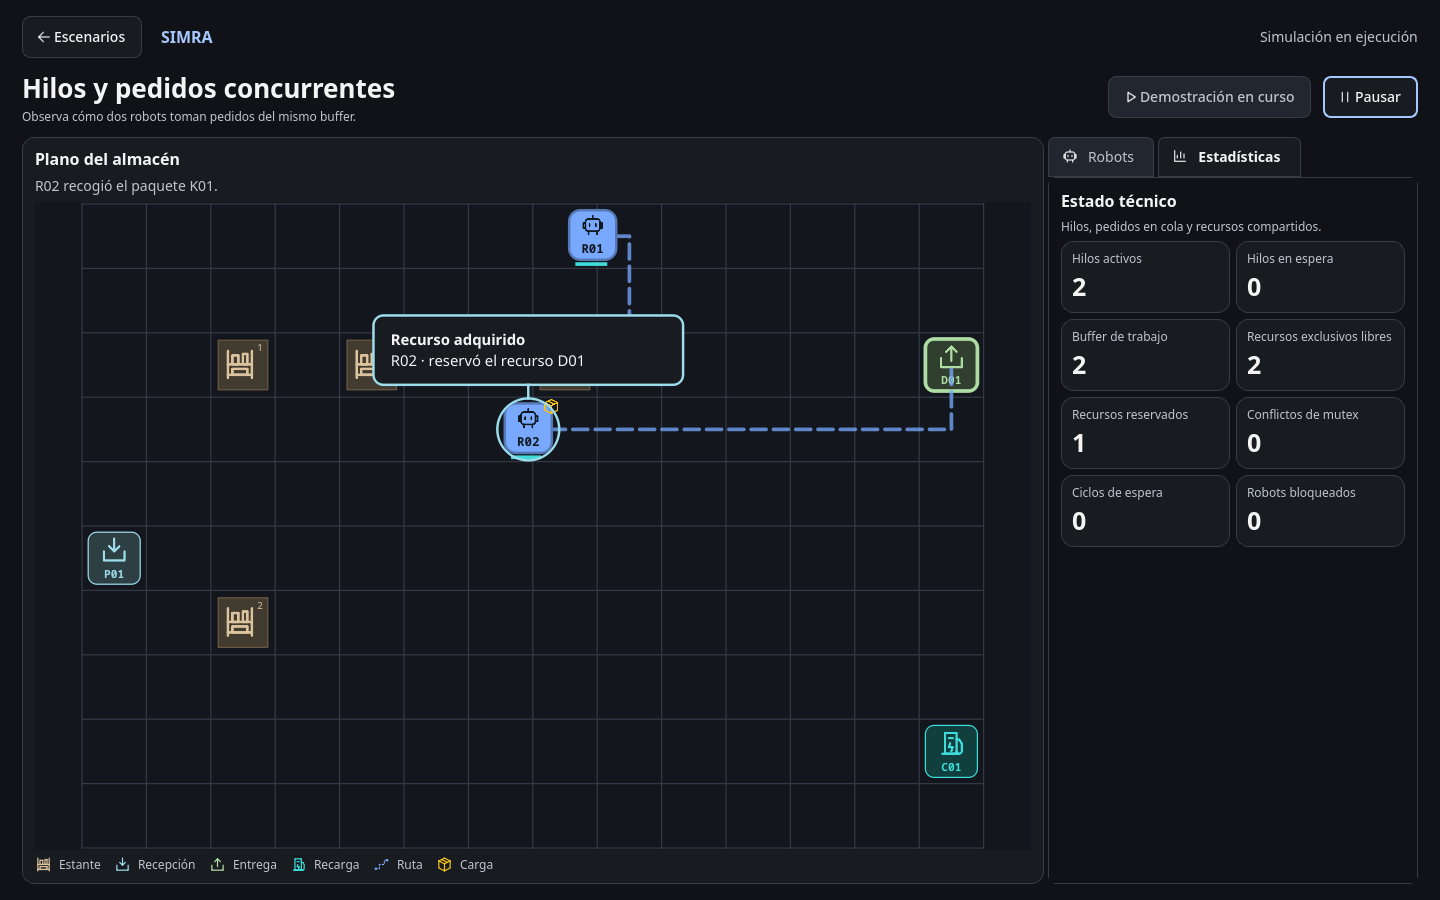 Escenarios
SIMRA
Simulación en ejecución
Hilos y pedidos concurrentes
Observa cómo dos robots toman pedidos del mismo buffer.
Demostración en curso
Pausar
Plano del almacén
R02 recogió el paquete K01.
R01
Recurso adquirido
R02 · reservó el recurso D01
1
D01
R02
P01
2
C01
Estante
Recepción
Entrega
Recarga
Ruta
Carga
Robots
Estadísticas
Estado técnico
Hilos, pedidos en cola y recursos compartidos.
Hilos activos
2
Hilos en espera
0
Buffer de trabajo
2
Recursos exclusivos libres
2
Recursos reservados
1
Conflictos de mutex
0
Ciclos de espera
0
Robots bloqueados
0